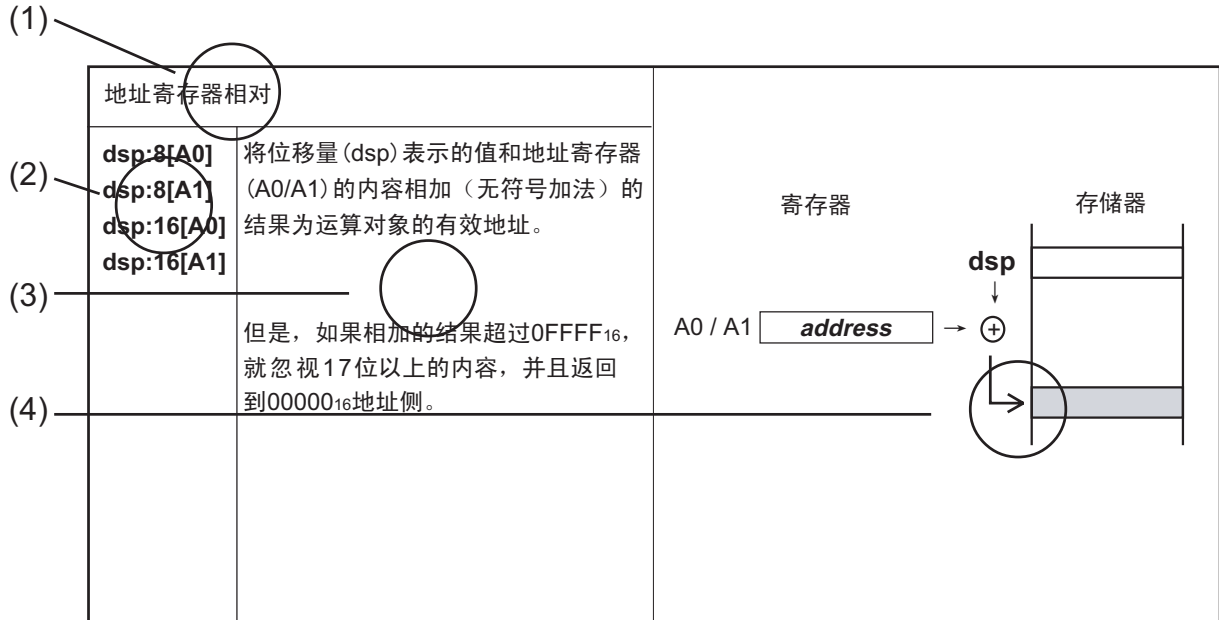 (1)
地址寄存器相对
(2)
dsp:8[A0]
dsp:8[A1]
dsp:16[A0]
dsp:16[A1]
将位移量(dsp)表示的值和地址寄存器
(A0/A1)的内容相加（无符号加法）的
结果为运算对象的有效地址。
(3)
但是，如果相加的结果超过0FFFF16，
就忽视17位以上的内容，并且返回
到0000016地址侧。
(4)
寄存器
存储器
dsp
A0 / A1 address